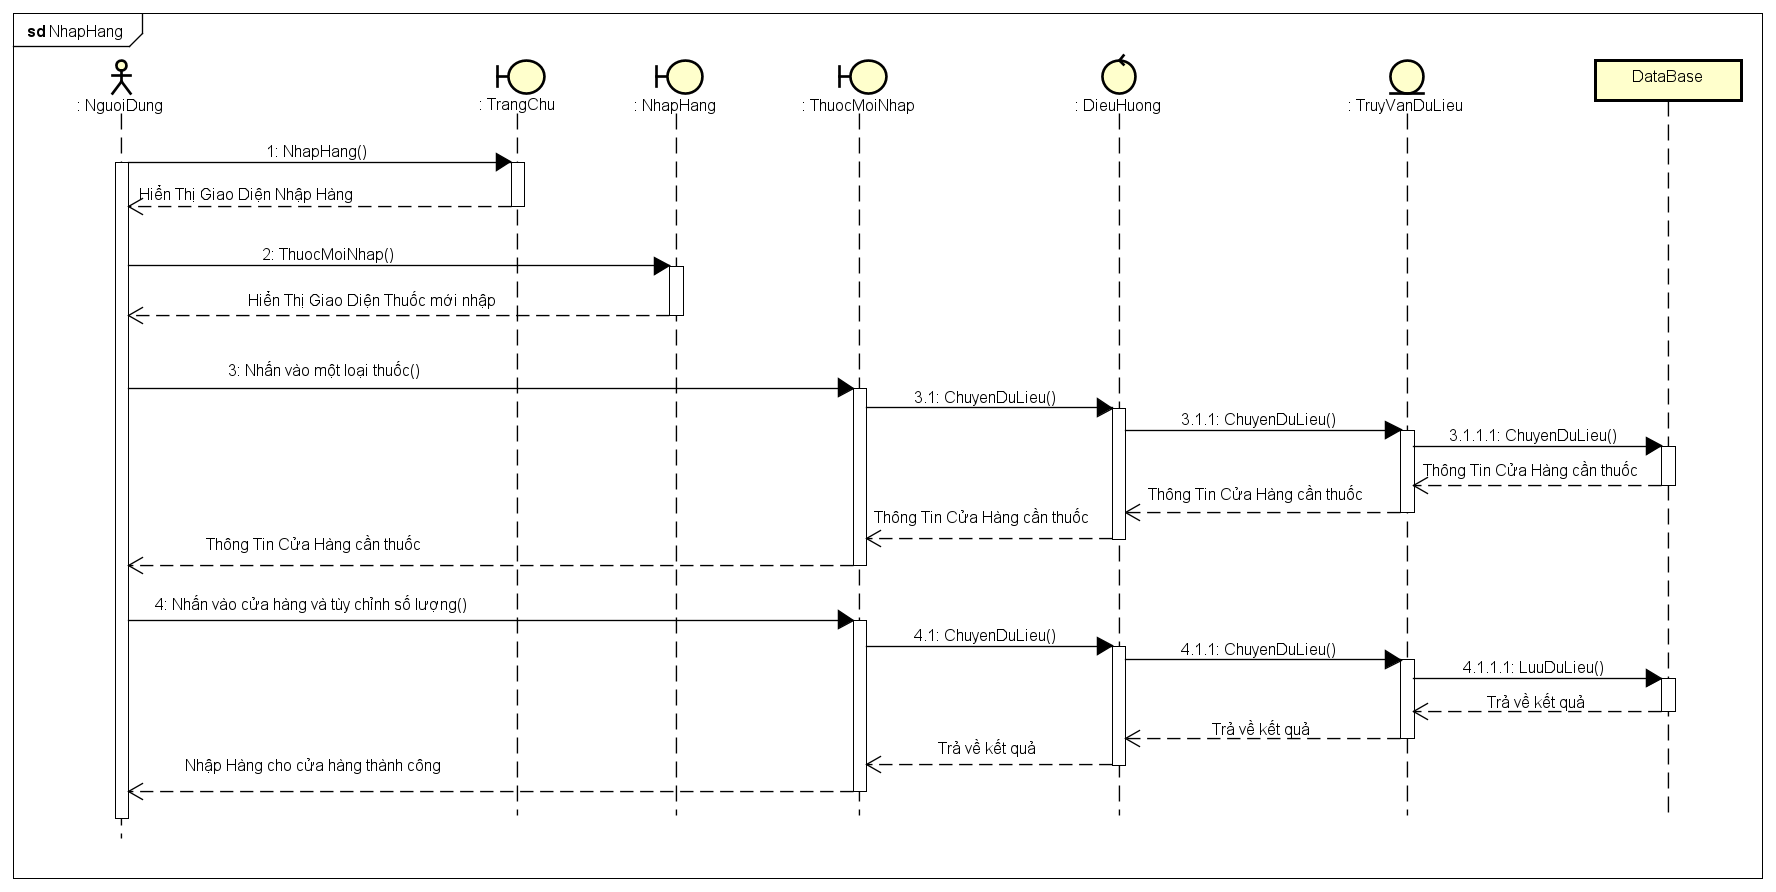 sd NhapHang
: NguoiDung
: TrangChu
: NhapHang
: ThuocMoiNhap
: DieuHuong
: TruyVanDuLieu
DataBase
1: NhapHang()
Hiển Thị Giao Diện Nhập Hàng
2: ThuocMoiNhap()
Hiển Thị Giao Diện Thuốc mới nhập
3: Nhấn vào một loại thuốc()
3.1: ChuyenDuLieu()
3.1.1: ChuyenDuLieu()
3.1.1.1: ChuyenDuLieu()
Thông Tin Cửa Hàng cần thuốc
Thông Tin Cửa Hàng cần thuốc
Thông Tin Cửa Hàng cần thuốc
Thông Tin Cửa Hàng cần thuốc
4: Nhấn vào cửa hàng và tùy chỉnh số lượng()
4.1: ChuyenDuLieu()
4.1.1: ChuyenDuLieu()
4.1.1.1: LuuDuLieu()
Trả về kết quả
Trả về kết quả
Trả về kết quả
Nhập Hàng cho cửa hàng thành công